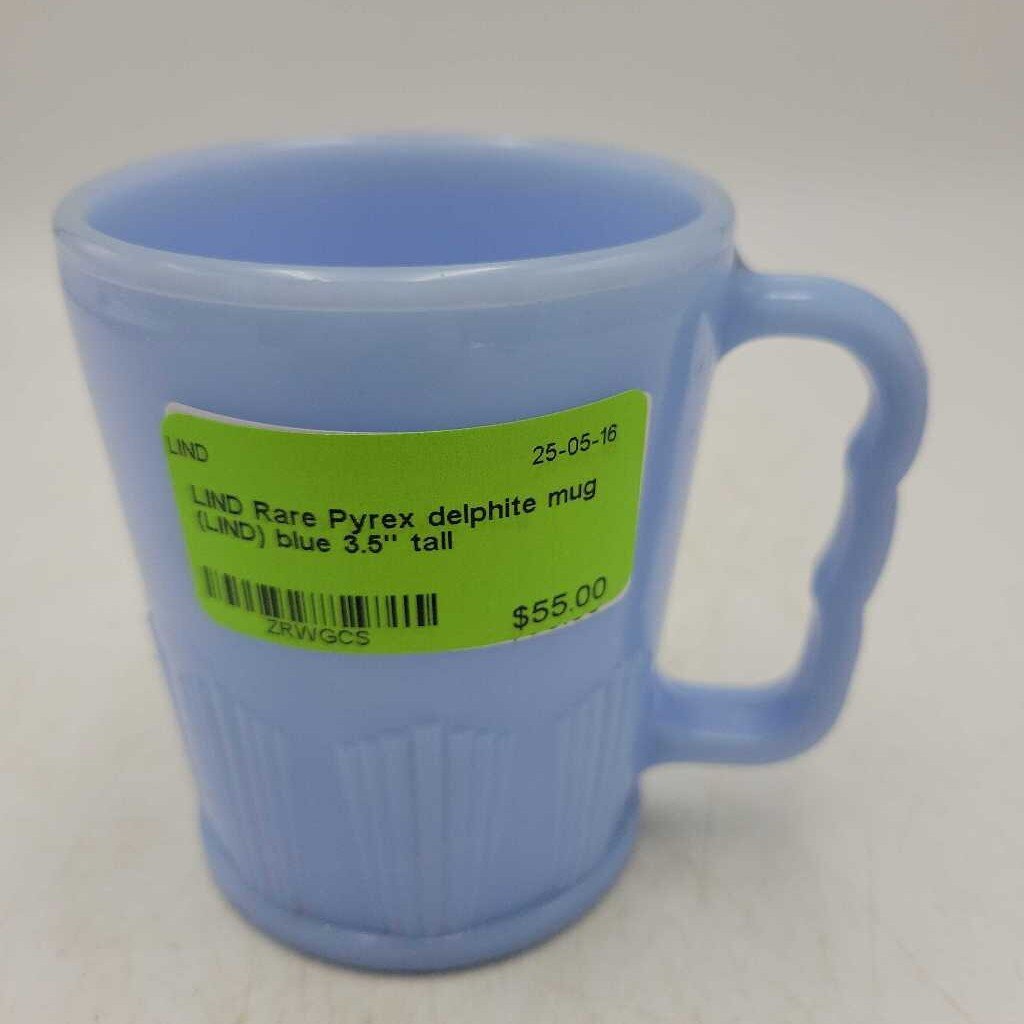 LIND 25-05-16
LIND Rare Pyrex delphite mug
(LIND) blue 3.5" tall
$55.00
ZRWGCS